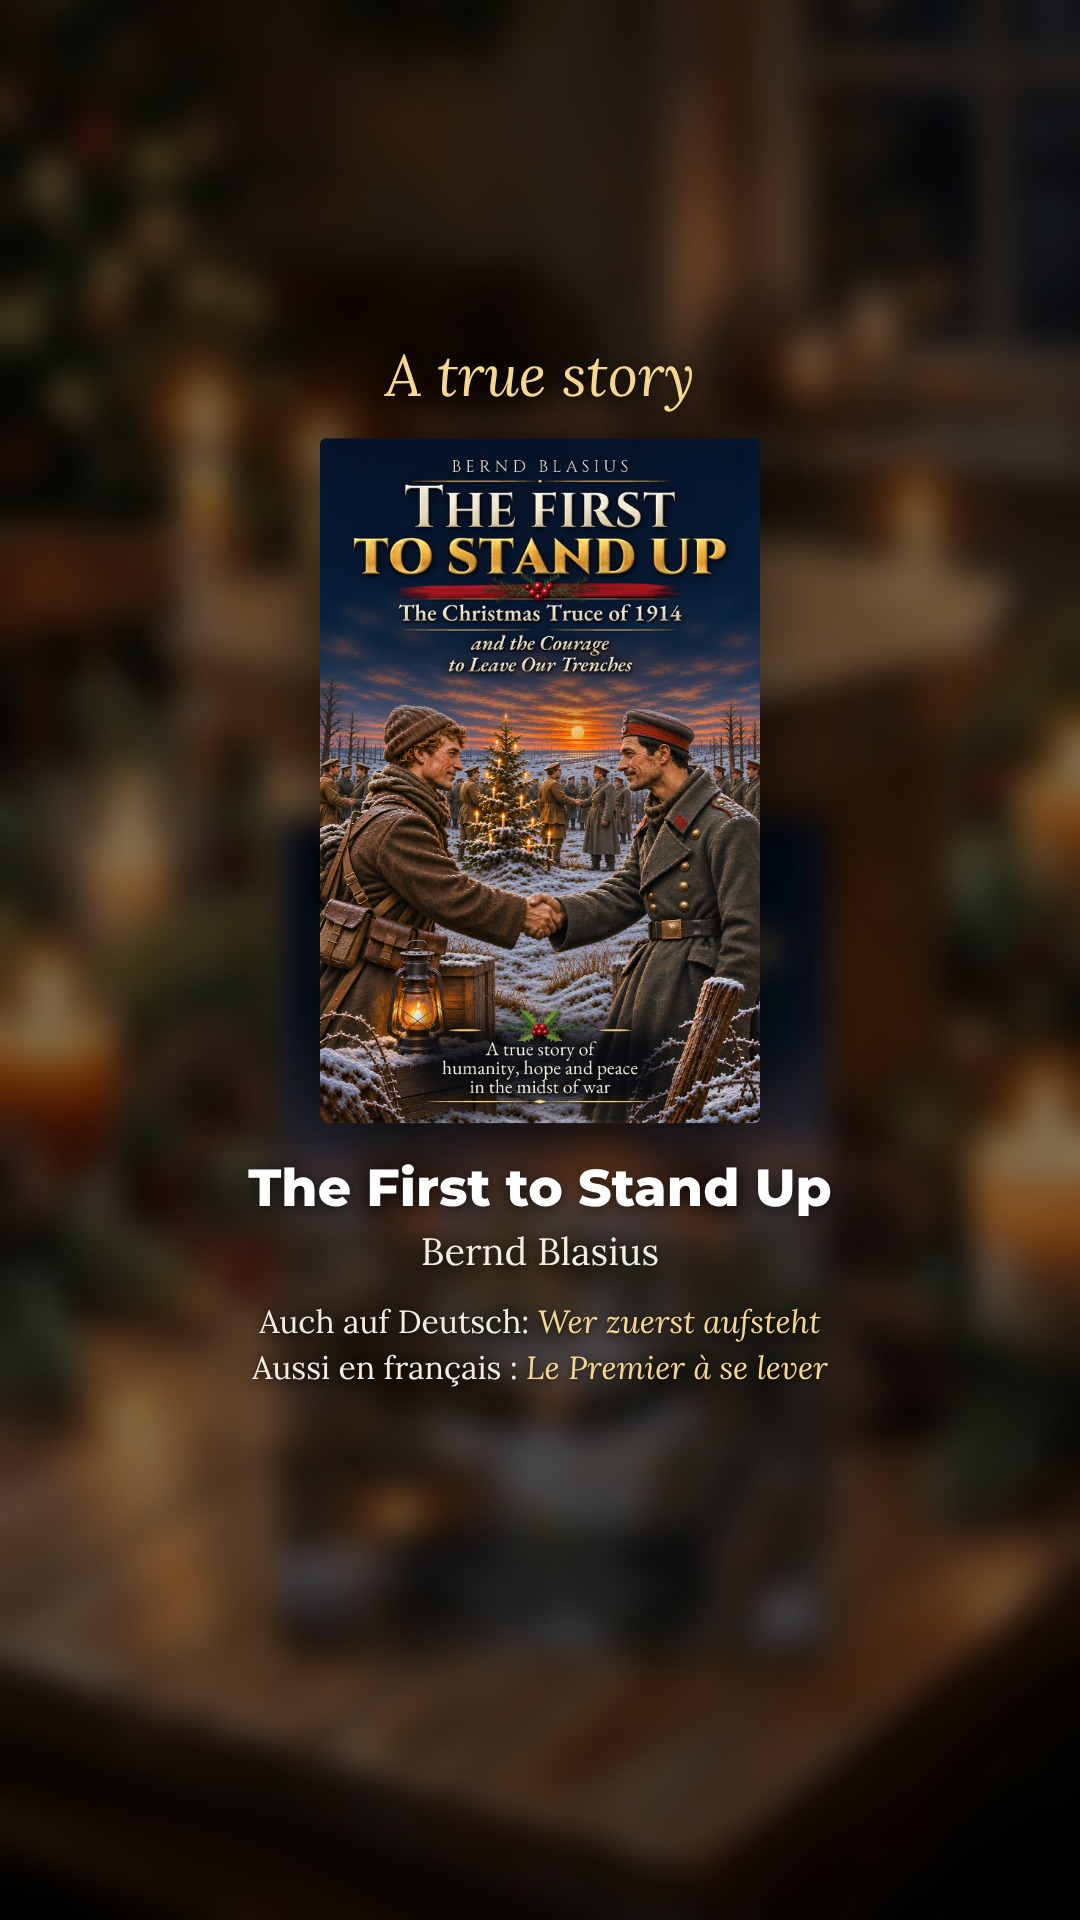 A true story
BERND BLASIUS
THE FIRST
TO STAND UP
The Christmas Truce of 1914
and the Courage
to Leave Our Trenches
A true story of
humanity, hope and peace
in the midst of war
The First to Stand Up
Bernd Blasius
Auch auf Deutsch: Wer zuerst aufsteht
Aussi en français : Le Premier à se lever